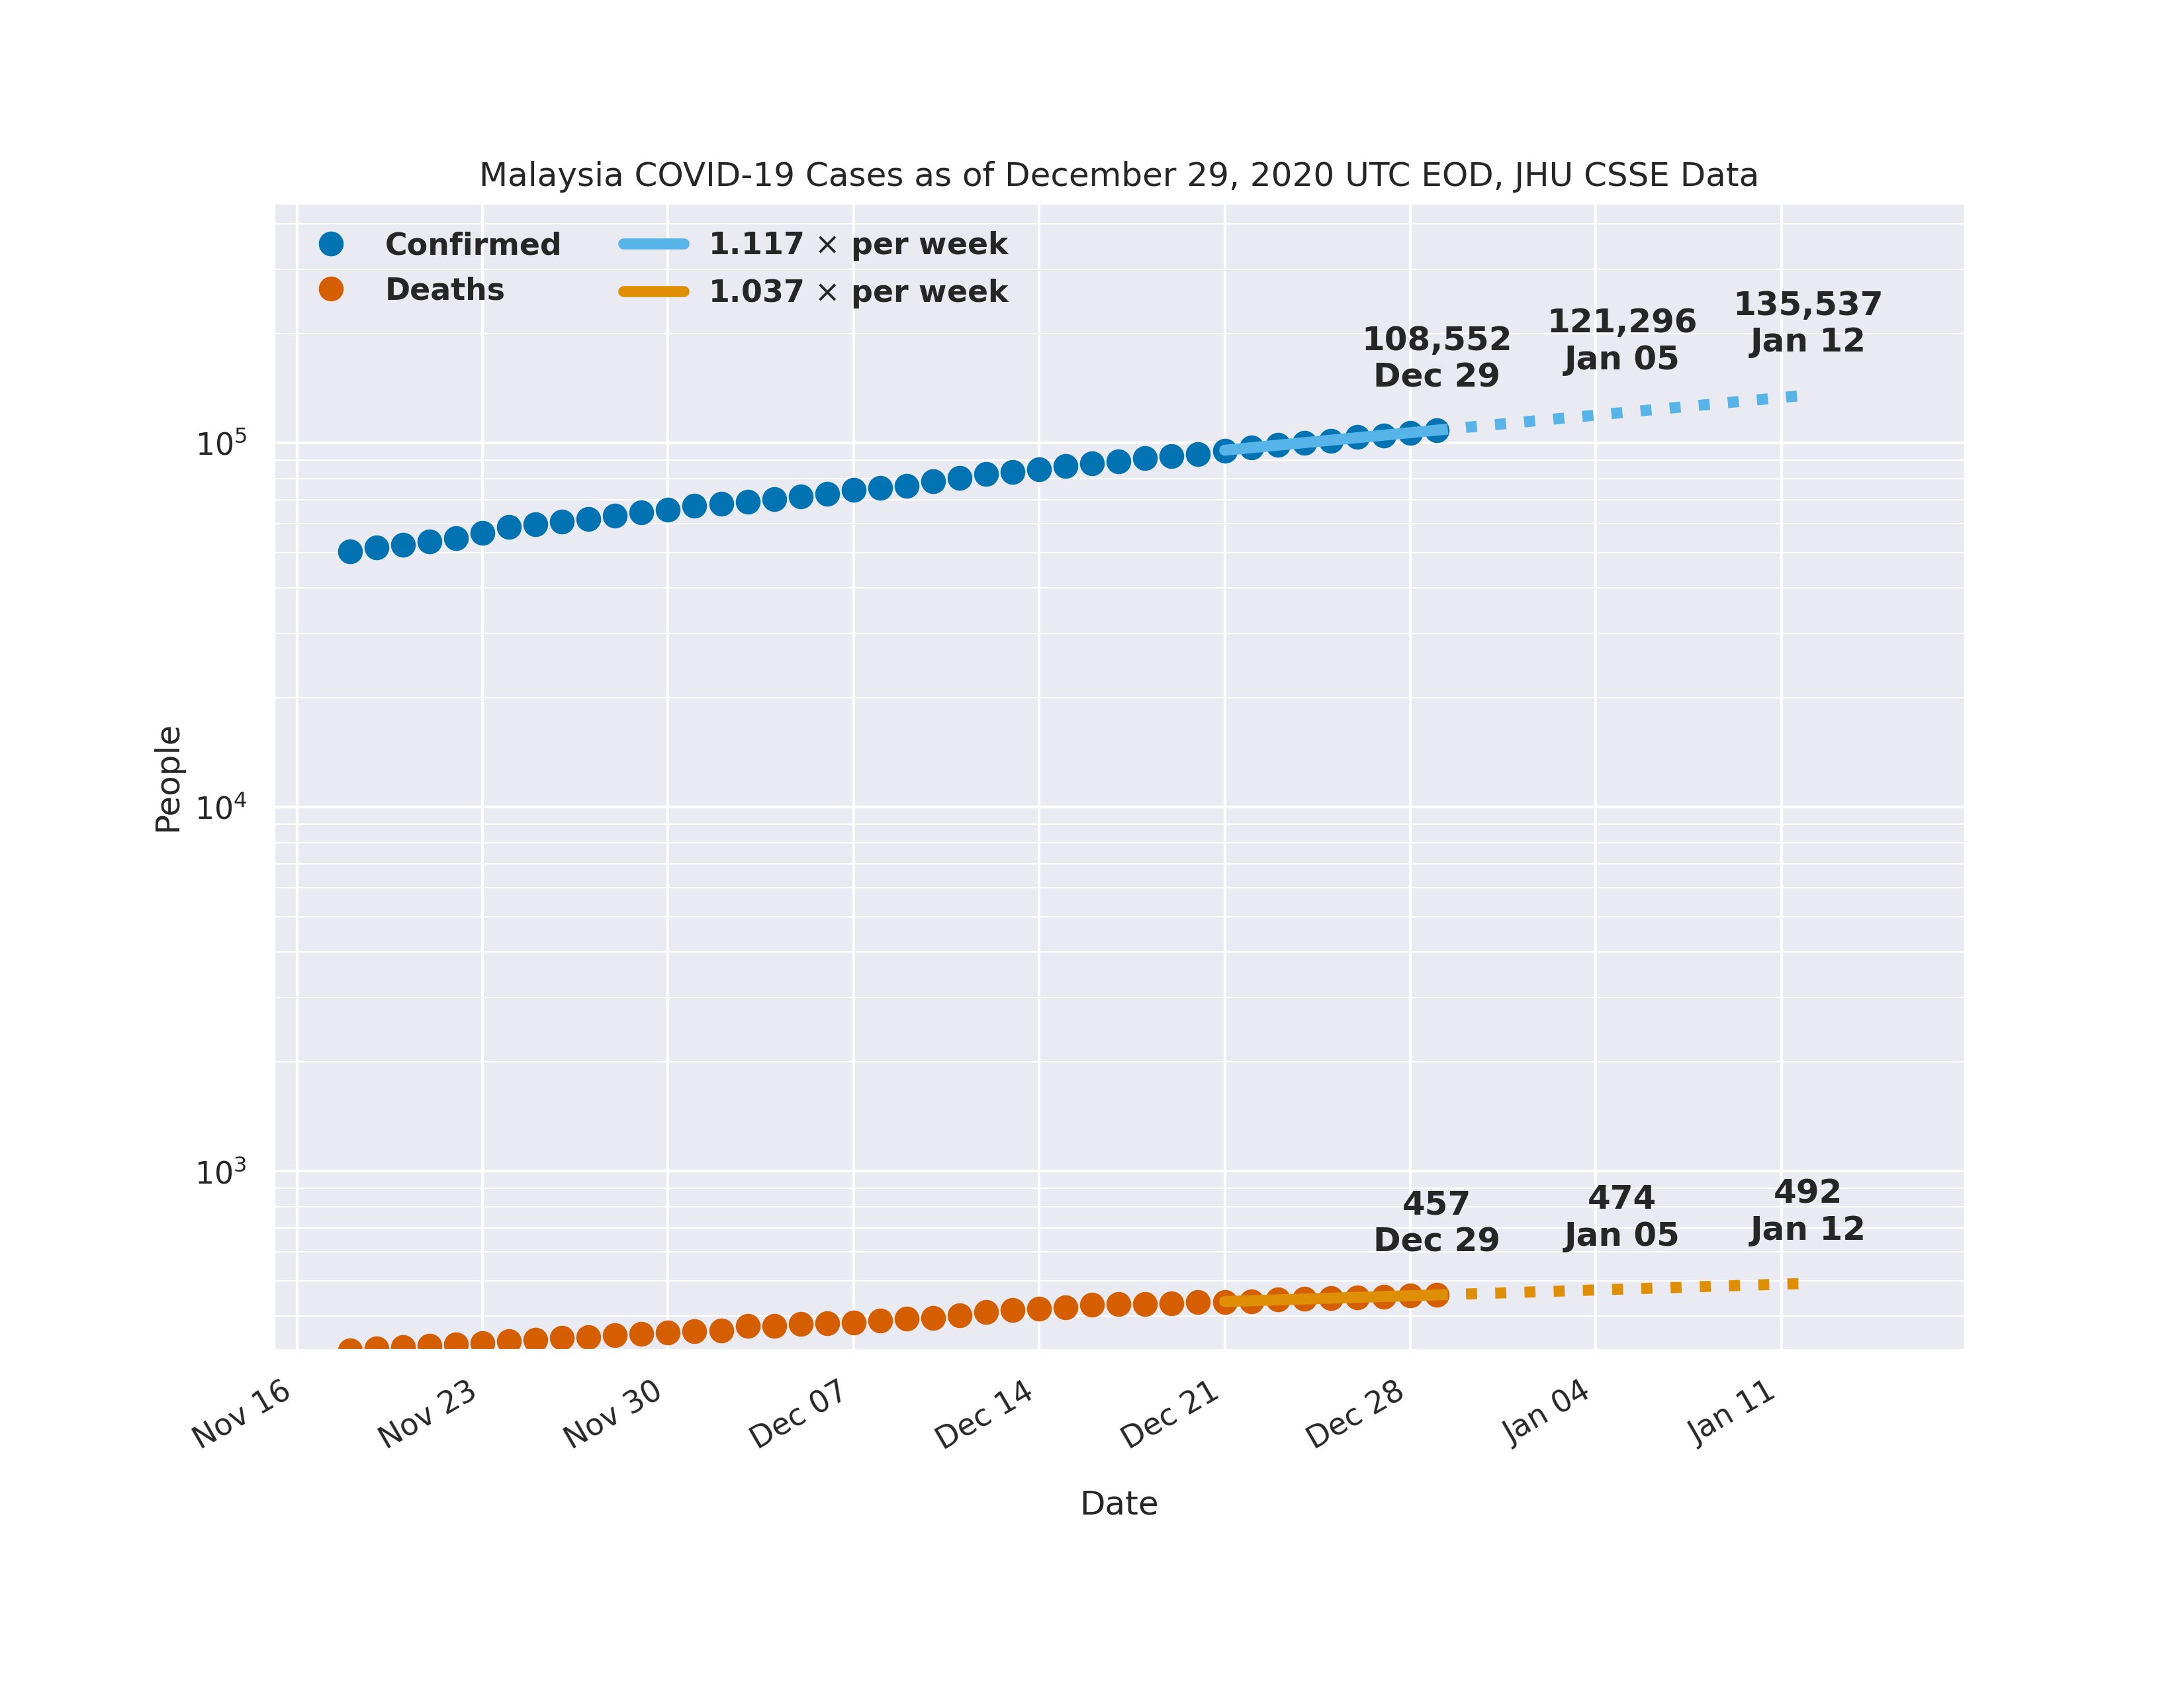 Malaysia COVID-19 Cases as of December 29, 2020 UTC EOD, JHU CSSE Data
Confirmed
Deaths
1.117 × per week
1.037 × per week
108,552
Dec 29
121,296
Jan 05
135,537
Jan 12
457
Dec 29
474
Jan 05
492
Jan 12
People
10⁵
10⁴
10³
Nov 16
Nov 23
Nov 30
Dec 07
Dec 14
Dec 21
Dec 28
Jan 04
Jan 11
Date